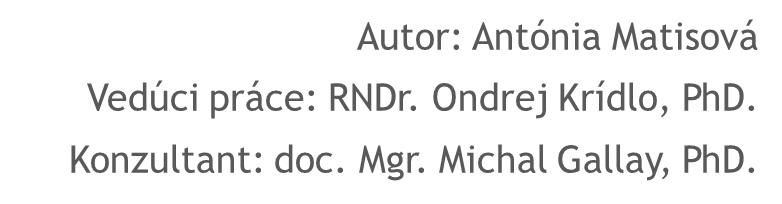 Autor: Antónia Matisová
Vedúci práce: RNDr. Ondrej Krídlo, PhD.
Konzultant: doc. Mgr. Michal Gallay, PhD.